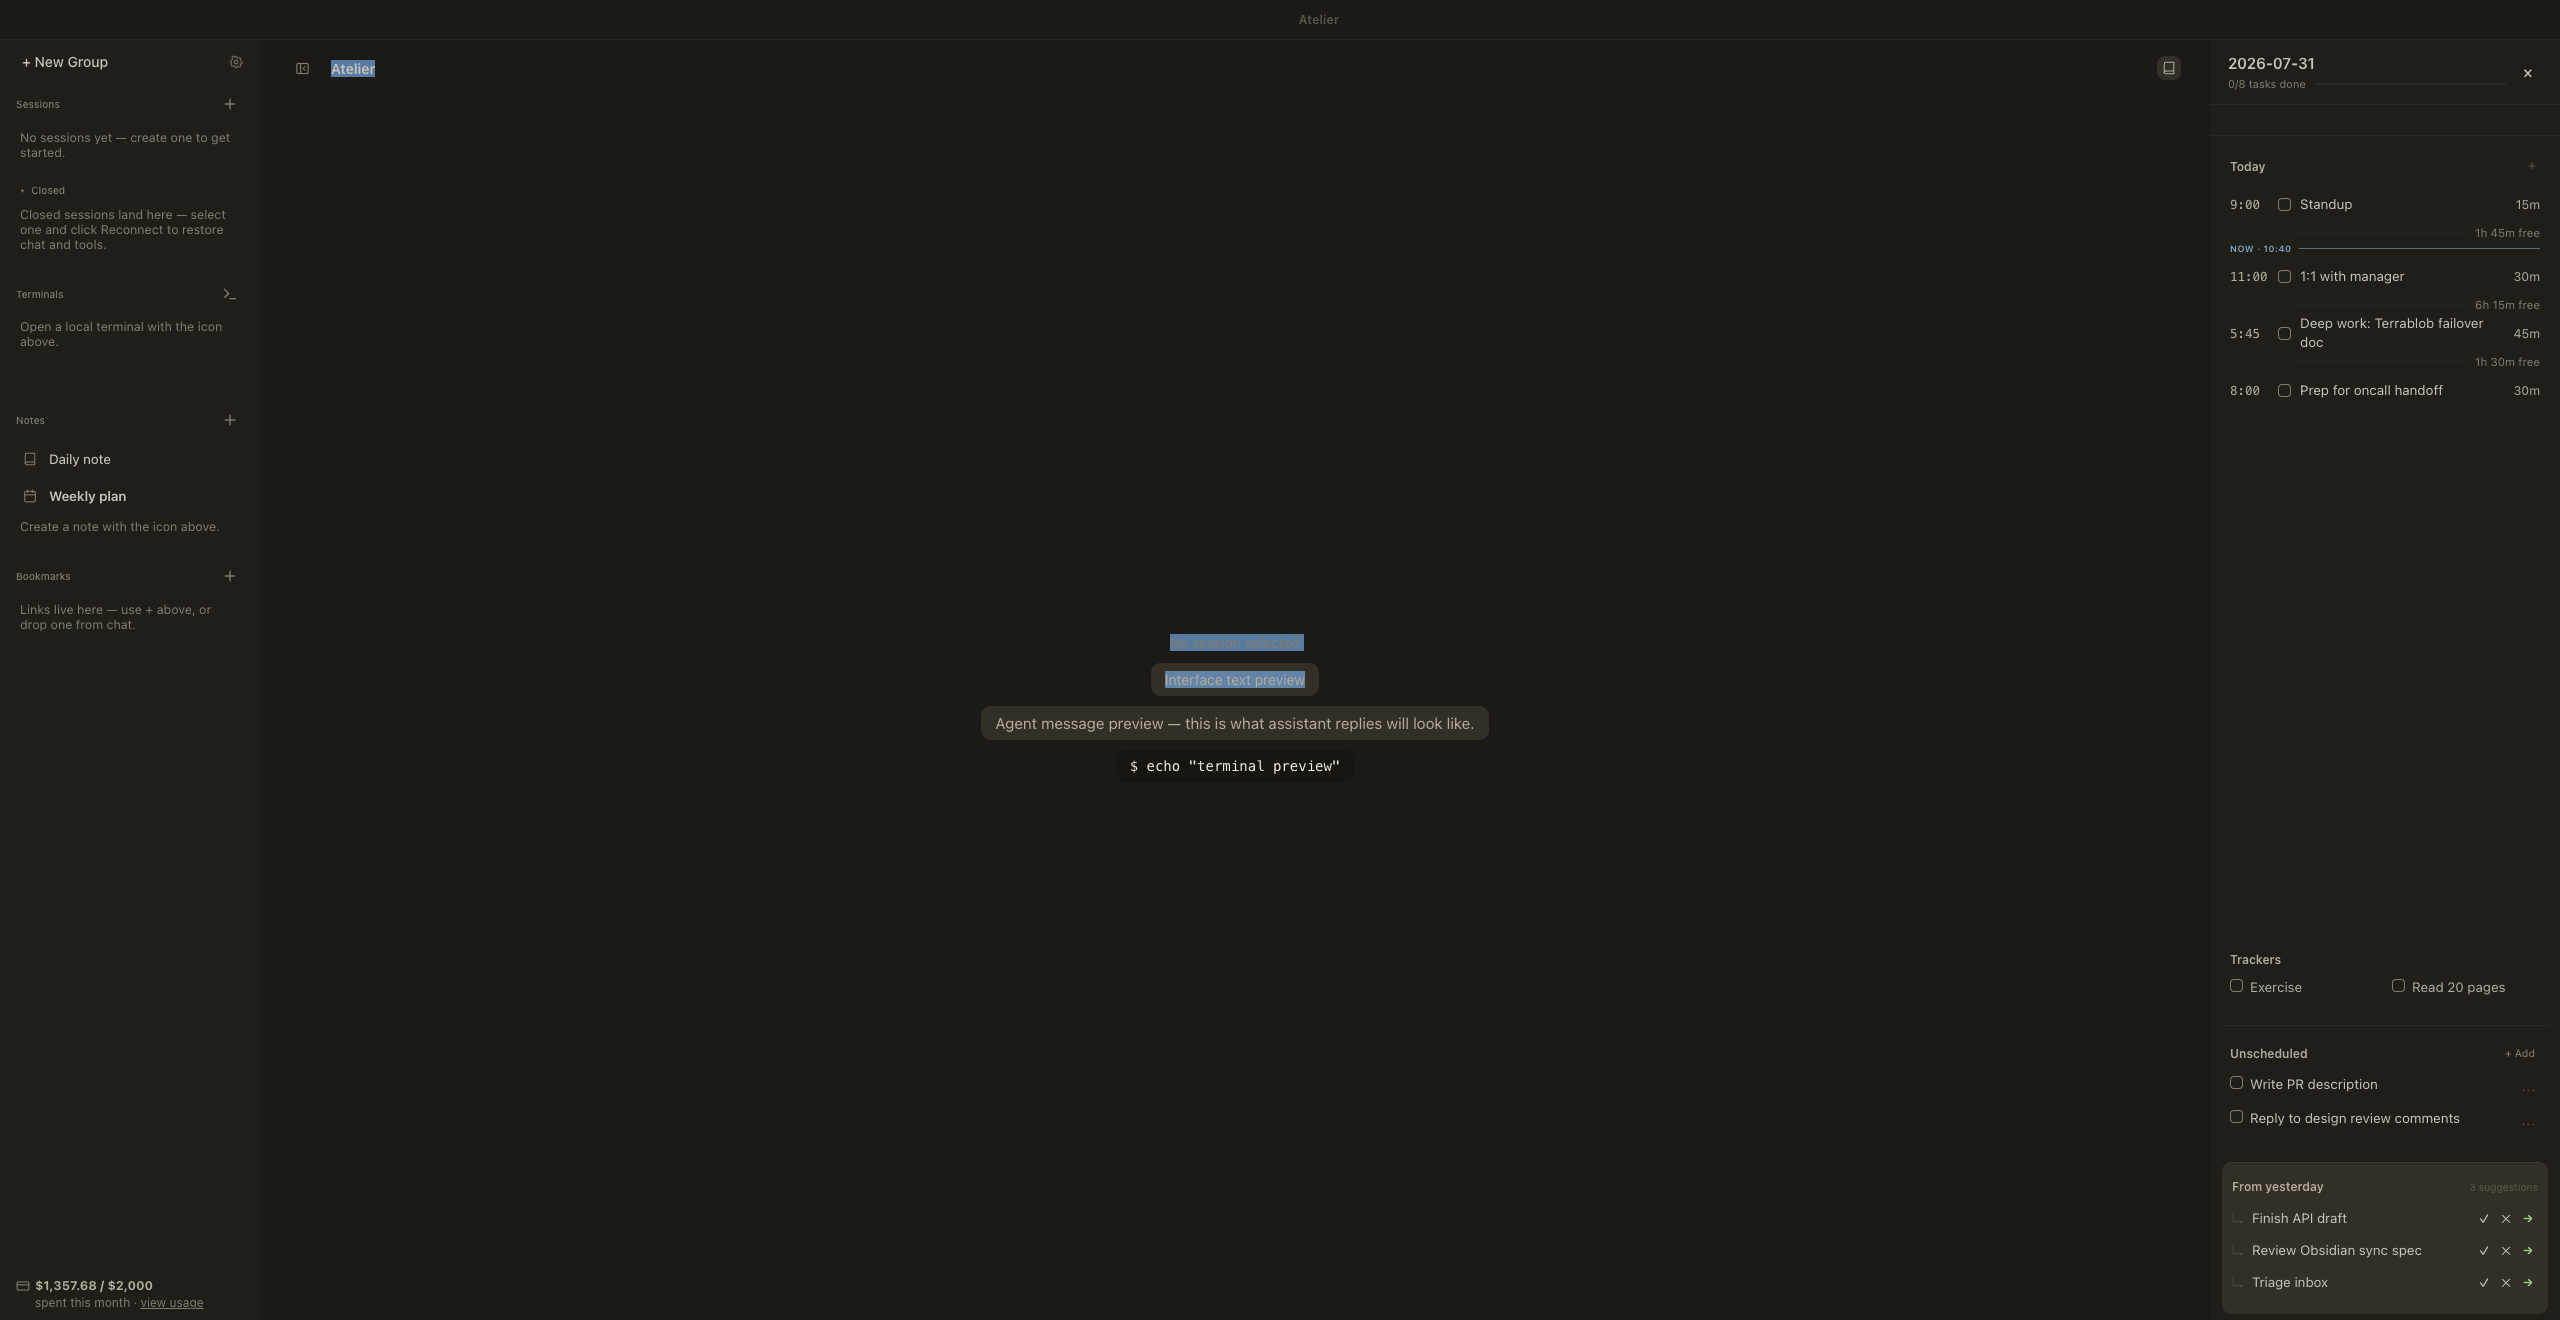 Atelier
+ New Group
Sessions
No sessions yet — create one to get
started.
Closed
Closed sessions land here — select
one and click Reconnect to restore
chat and tools.
Terminals
Open a local terminal with the icon
above.
Notes
Daily note
Weekly plan
Create a note with the icon above.
Bookmarks
Links live here — use + above, or
drop one from chat.
$1,357.68 / $2,000
spent this month · view usage
Atelier
No session selected.
Interface text preview
Agent message preview — this is what assistant replies will look like.
$ echo "terminal preview"
2026-07-31
0/8 tasks done
Today
9:00 Standup 15m
1h 45m free
NOW · 10:40
11:00 1:1 with manager 30m
6h 15m free
5:45 Deep work: Terrablob failover
doc 45m
1h 30m free
8:00 Prep for oncall handoff 30m
Trackers
Exercise Read 20 pages
Unscheduled + Add
Write PR description ...
Reply to design review comments ...
From yesterday 3 suggestions
Finish API draft
Review Obsidian sync spec
Triage inbox